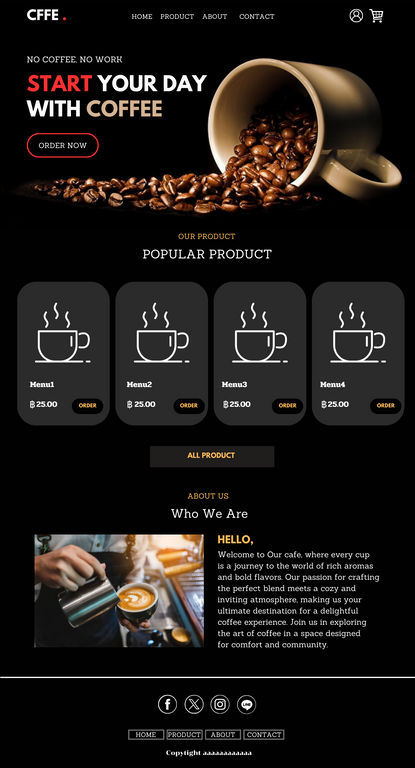 CFFE .
HOME PRODUCT ABOUT CONTACT
NO COFFEE, NO WORK
START YOUR DAY
WITH COFFEE
ORDER NOW
OUR PRODUCT
POPULAR PRODUCT
Menu1
฿ 25.00 ORDER
Menu2
฿ 25.00 ORDER
Menu3
฿ 25.00 ORDER
Menu4
฿ 25.00 ORDER
ALL PRODUCT
ABOUT US
Who We Are
HELLO,
Welcome to Our cafe, where every cup
is a journey to the world of rich aromas
and bold flavors. Our passion for crafting
the perfect blend meets a cozy and
inviting atmosphere, making us your
ultimate destination for a delightful
coffee experience. Join us in exploring
the art of coffee in a space designed
for comfort and community.
LINE
HOME PRODUCT ABOUT CONTACT
Copytight aaaaaaaaaaaa